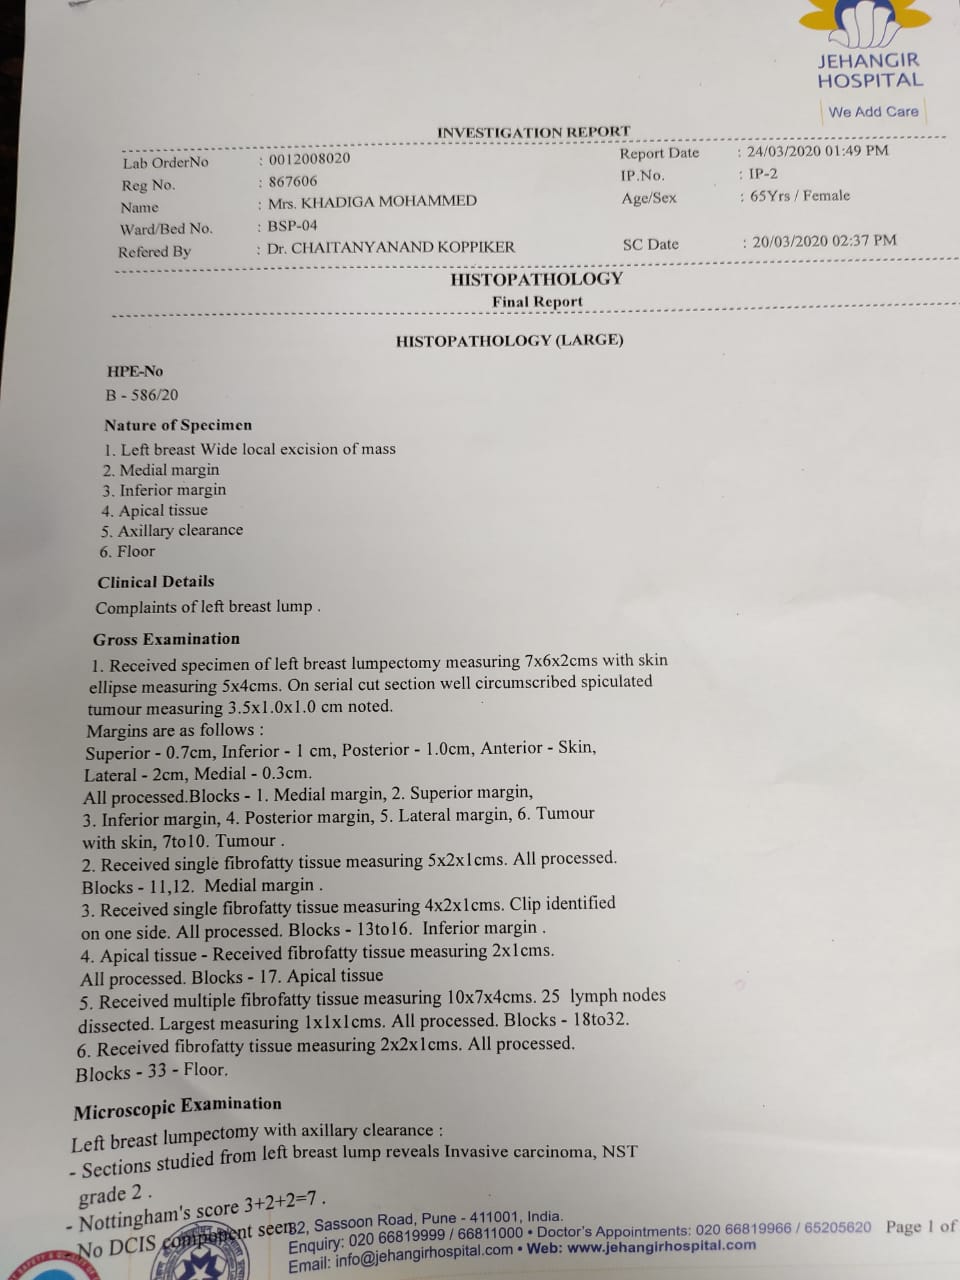 JEHANGIR
HOSPITAL
We Add Care
INVESTIGATION REPORT
Lab OrderNo : 0012008020 Report Date : 24/03/2020 01:49 PM
Reg No. : 867606 IP.No. : IP-2
Name : Mrs. KHADIGA MOHAMMED Age/Sex : 65Yrs / Female
Ward/Bed No. : BSP-04
Refered By : Dr. CHAITANYANAND KOPPIKER SC Date : 20/03/2020 02:37 PM
HISTOPATHOLOGY
Final Report
HISTOPATHOLOGY (LARGE)
HPE-No
B - 586/20
Nature of Specimen
1. Left breast Wide local excision of mass
2. Medial margin
3. Inferior margin
4. Apical tissue
5. Axillary clearance
6. Floor
Clinical Details
Complaints of left breast lump .
Gross Examination
1. Received specimen of left breast lumpectomy measuring 7x6x2cms with skin
ellipse measuring 5x4cms. On serial cut section well circumscribed spiculated
tumour measuring 3.5x1.0x1.0 cm noted.
Margins are as follows :
Superior - 0.7cm, Inferior - 1 cm, Posterior - 1.0cm, Anterior - Skin,
Lateral - 2cm, Medial - 0.3cm.
All processed.Blocks - 1. Medial margin, 2. Superior margin,
3. Inferior margin, 4. Posterior margin, 5. Lateral margin, 6. Tumour
with skin, 7to10. Tumour .
2. Received single fibrofatty tissue measuring 5x2x1cms. All processed.
Blocks - 11,12. Medial margin .
3. Received single fibrofatty tissue measuring 4x2x1cms. Clip identified
on one side. All processed. Blocks - 13to16. Inferior margin .
4. Apical tissue - Received fibrofatty tissue measuring 2x1cms.
All processed. Blocks - 17. Apical tissue
5. Received multiple fibrofatty tissue measuring 10x7x4cms. 25 lymph nodes
dissected. Largest measuring 1x1x1cms. All processed. Blocks - 18to32.
6. Received fibrofatty tissue measuring 2x2x1cms. All processed.
Blocks - 33 - Floor.
Microscopic Examination
Left breast lumpectomy with axillary clearance :
- Sections studied from left breast lump reveals Invasive carcinoma, NST
grade 2 .
- Nottingham's score 3+2+2=7 .
- No DCIS component seen
32, Sassoon Road, Pune - 411001, India.
Enquiry: 020 66819999 / 66811000 • Doctor's Appointments: 020 66819966 / 65205620 Page 1 of
Email: info@jehangirhospital.com • Web: www.jehangirhospital.com